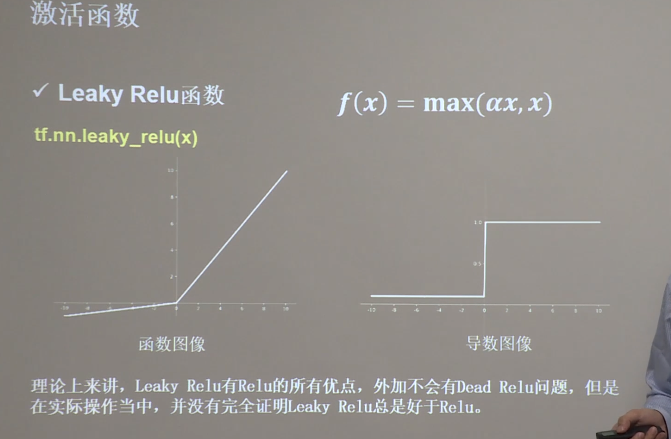 激活函数
✓ Leaky Relu函数
f(x) = max(αx, x)
tf.nn.leaky_relu(x)
10
8
6
4
2
-10 -8 -6 -4 -2 0 2 4 6 8 10
函数图像
1.0
0.5
-10 -8 -6 -4 -2 0 2 4 6 8 10
导数图像
理论上来讲，Leaky Relu有Relu的所有优点，外加不会有Dead Relu问题，但是
在实际操作当中，并没有完全证明Leaky Relu总是好于Relu。